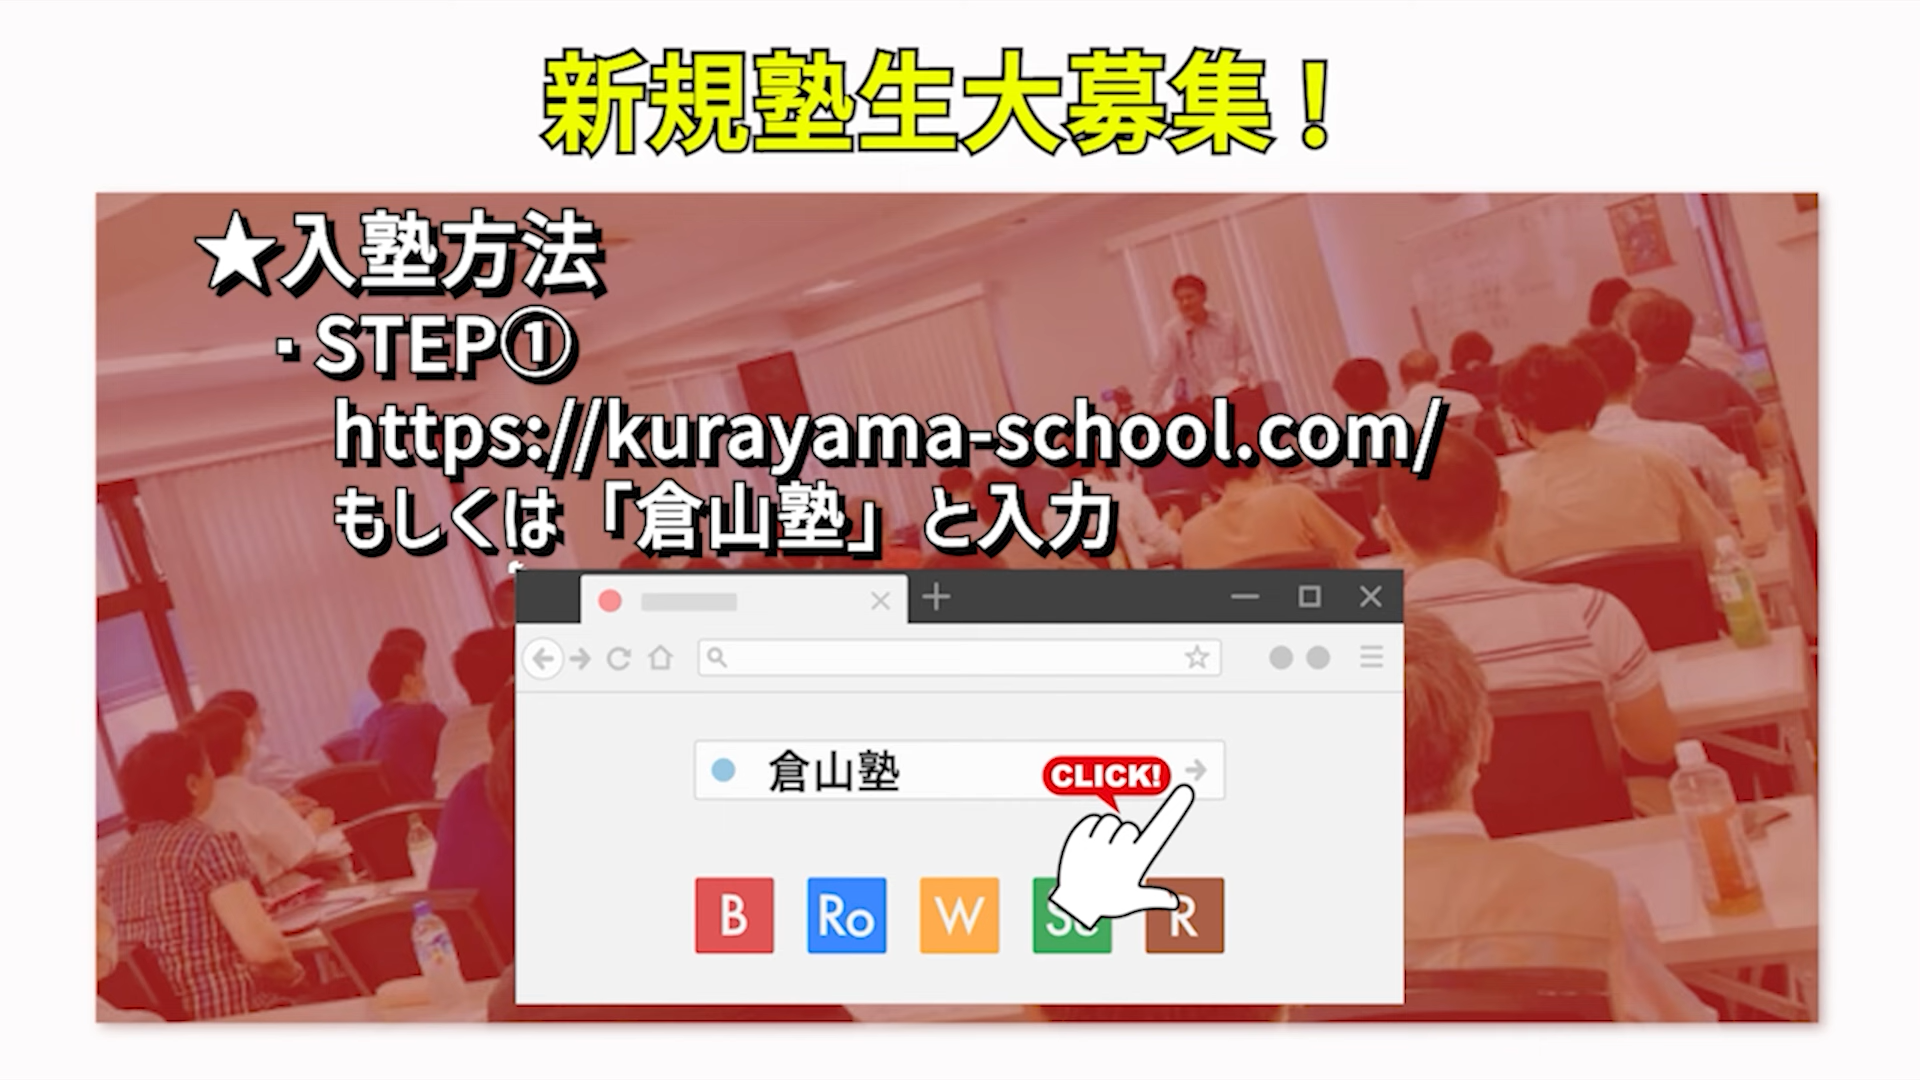 新規塾生大募集！
★入塾方法
・STEP①
https://kurayama-school.com/
もしくは「倉山塾」と入力
倉山塾
CLICK!
B
Ro
W
R